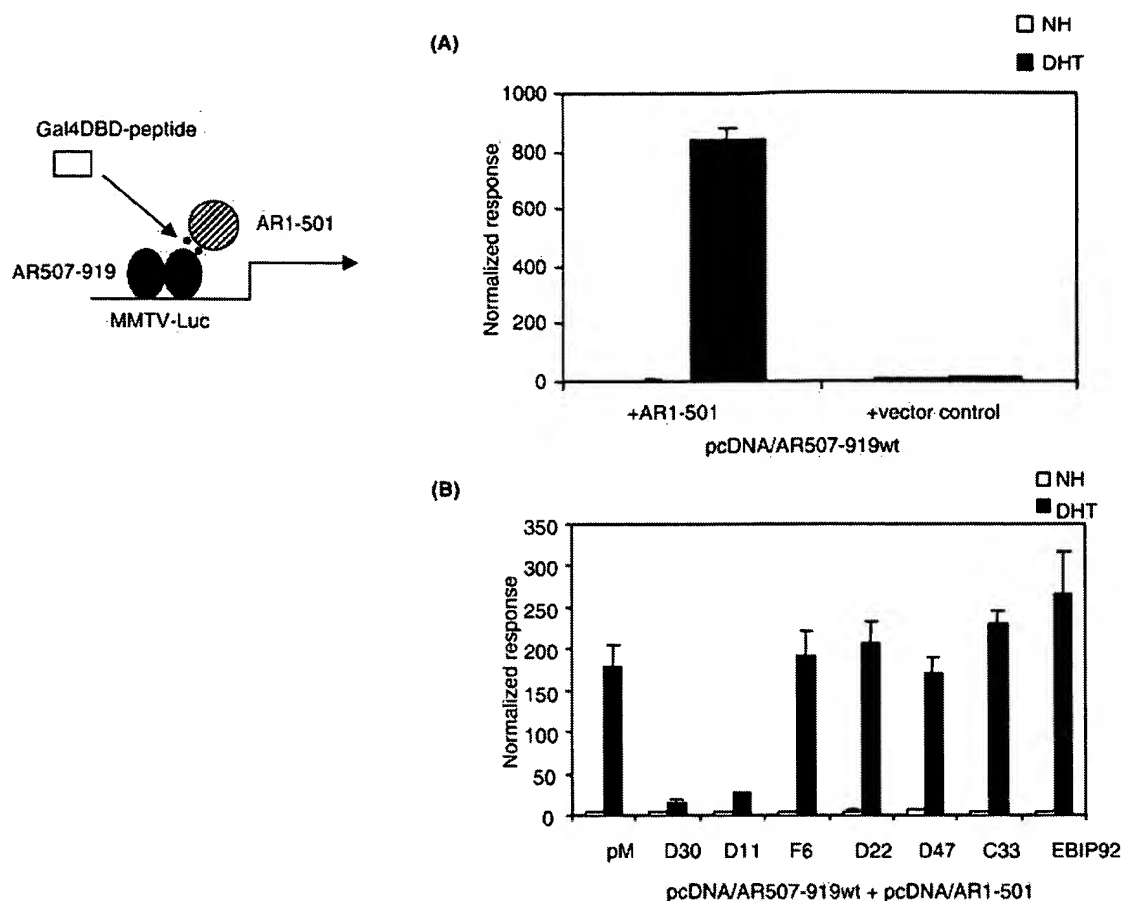 Gal4DBD-peptide
AR1-501
AR507-919
MMTV-Luc
(A)
NH
DHT
Normalized response
1000
800
600
400
200
0
+AR1-501
+vector control
pcDNA/AR507-919wt
(B)
NH
DHT
Normalized response
350
300
250
200
150
100
50
0
pM D30 D11 F6 D22 D47 C33 EBIP92
pcDNA/AR507-919wt + pcDNA/AR1-501